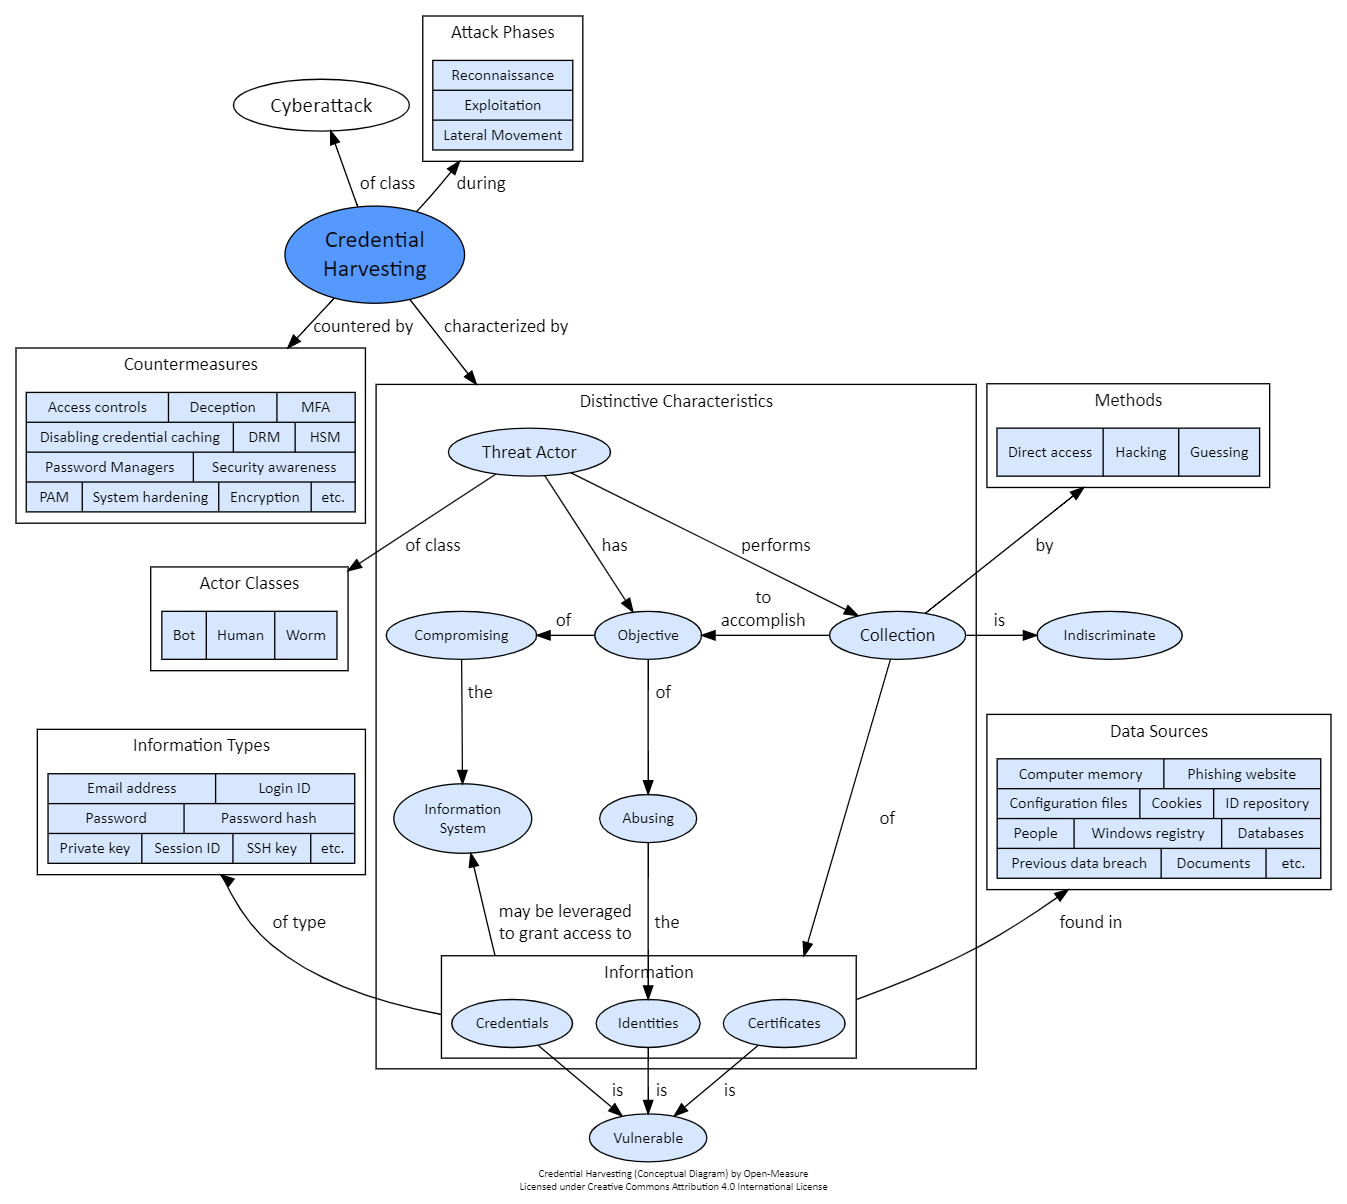 Attack Phases
Reconnaissance
Exploitation
Lateral Movement
Cyberattack
of class
during
Credential
Harvesting
countered by
characterized by
Countermeasures
Access controls
Deception
MFA
Disabling credential caching
DRM
HSM
Password Managers
Security awareness
PAM
System hardening
Encryption
etc.
Distinctive Characteristics
Threat Actor
Methods
Direct access
Hacking
Guessing
of class
has
performs
by
Actor Classes
Bot
Human
Worm
to
accomplish
of
is
Compromising
Objective
Collection
Indiscriminate
the
of
Information Types
Email address
Login ID
Password
Password hash
Private key
Session ID
SSH key
etc.
Information
System
Abusing
of
Data Sources
Computer memory
Phishing website
Configuration files
Cookies
ID repository
People
Windows registry
Databases
Previous data breach
Documents
etc.
of type
may be leveraged
to grant access to
the
found in
Information
Credentials
Identities
Certificates
is
is
is
Vulnerable
Credential Harvesting (Conceptual Diagram) by Open-Measure
Licensed under Creative Commons Attribution 4.0 International License